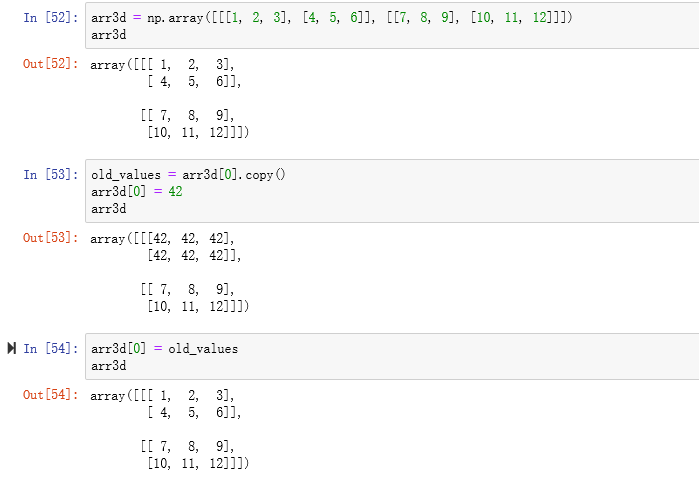 In [52]: arr3d = np.array([[[1, 2, 3], [4, 5, 6]], [[7, 8, 9], [10, 11, 12]]])
arr3d
Out[52]: array([[[ 1,  2,  3],
        [ 4,  5,  6]],
       [[ 7,  8,  9],
        [10, 11, 12]]])
In [53]: old_values = arr3d[0].copy()
arr3d[0] = 42
arr3d
Out[53]: array([[[42, 42, 42],
        [42, 42, 42]],
       [[ 7,  8,  9],
        [10, 11, 12]]])
In [54]: arr3d[0] = old_values
arr3d
Out[54]: array([[[ 1,  2,  3],
        [ 4,  5,  6]],
       [[ 7,  8,  9],
        [10, 11, 12]]])